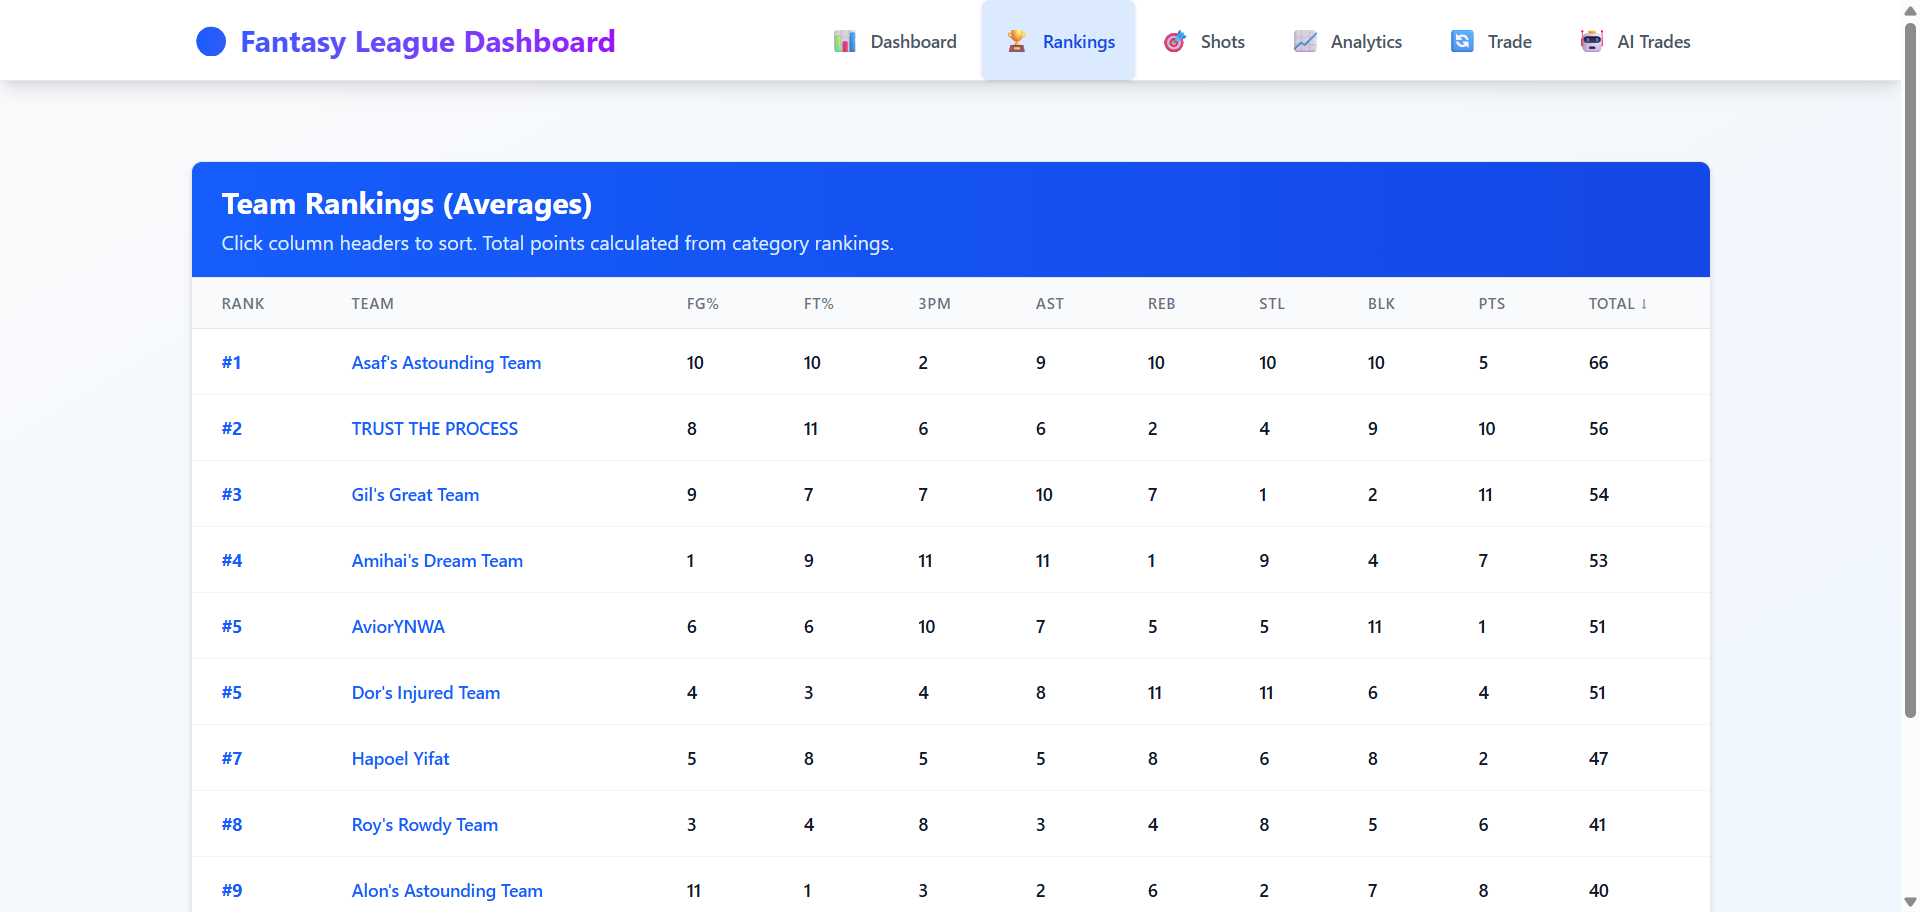 Fantasy League Dashboard
Dashboard
Rankings
Shots
Analytics
Trade
AI Trades
Team Rankings (Averages)
Click column headers to sort. Total points calculated from category rankings.
RANK TEAM FG% FT% 3PM AST REB STL BLK PTS TOTAL ↓
#1 Asaf's Astounding Team 10 10 2 9 10 10 10 5 66
#2 TRUST THE PROCESS 8 11 6 6 2 4 9 10 56
#3 Gil's Great Team 9 7 7 10 7 1 2 11 54
#4 Amihai's Dream Team 1 9 11 11 1 9 4 7 53
#5 AviorYNWA 6 6 10 7 5 5 11 1 51
#5 Dor's Injured Team 4 3 4 8 11 11 6 4 51
#7 Hapoel Yifat 5 8 5 5 8 6 8 2 47
#8 Roy's Rowdy Team 3 4 8 3 4 8 5 6 41
#9 Alon's Astounding Team 11 1 3 2 6 2 7 8 40